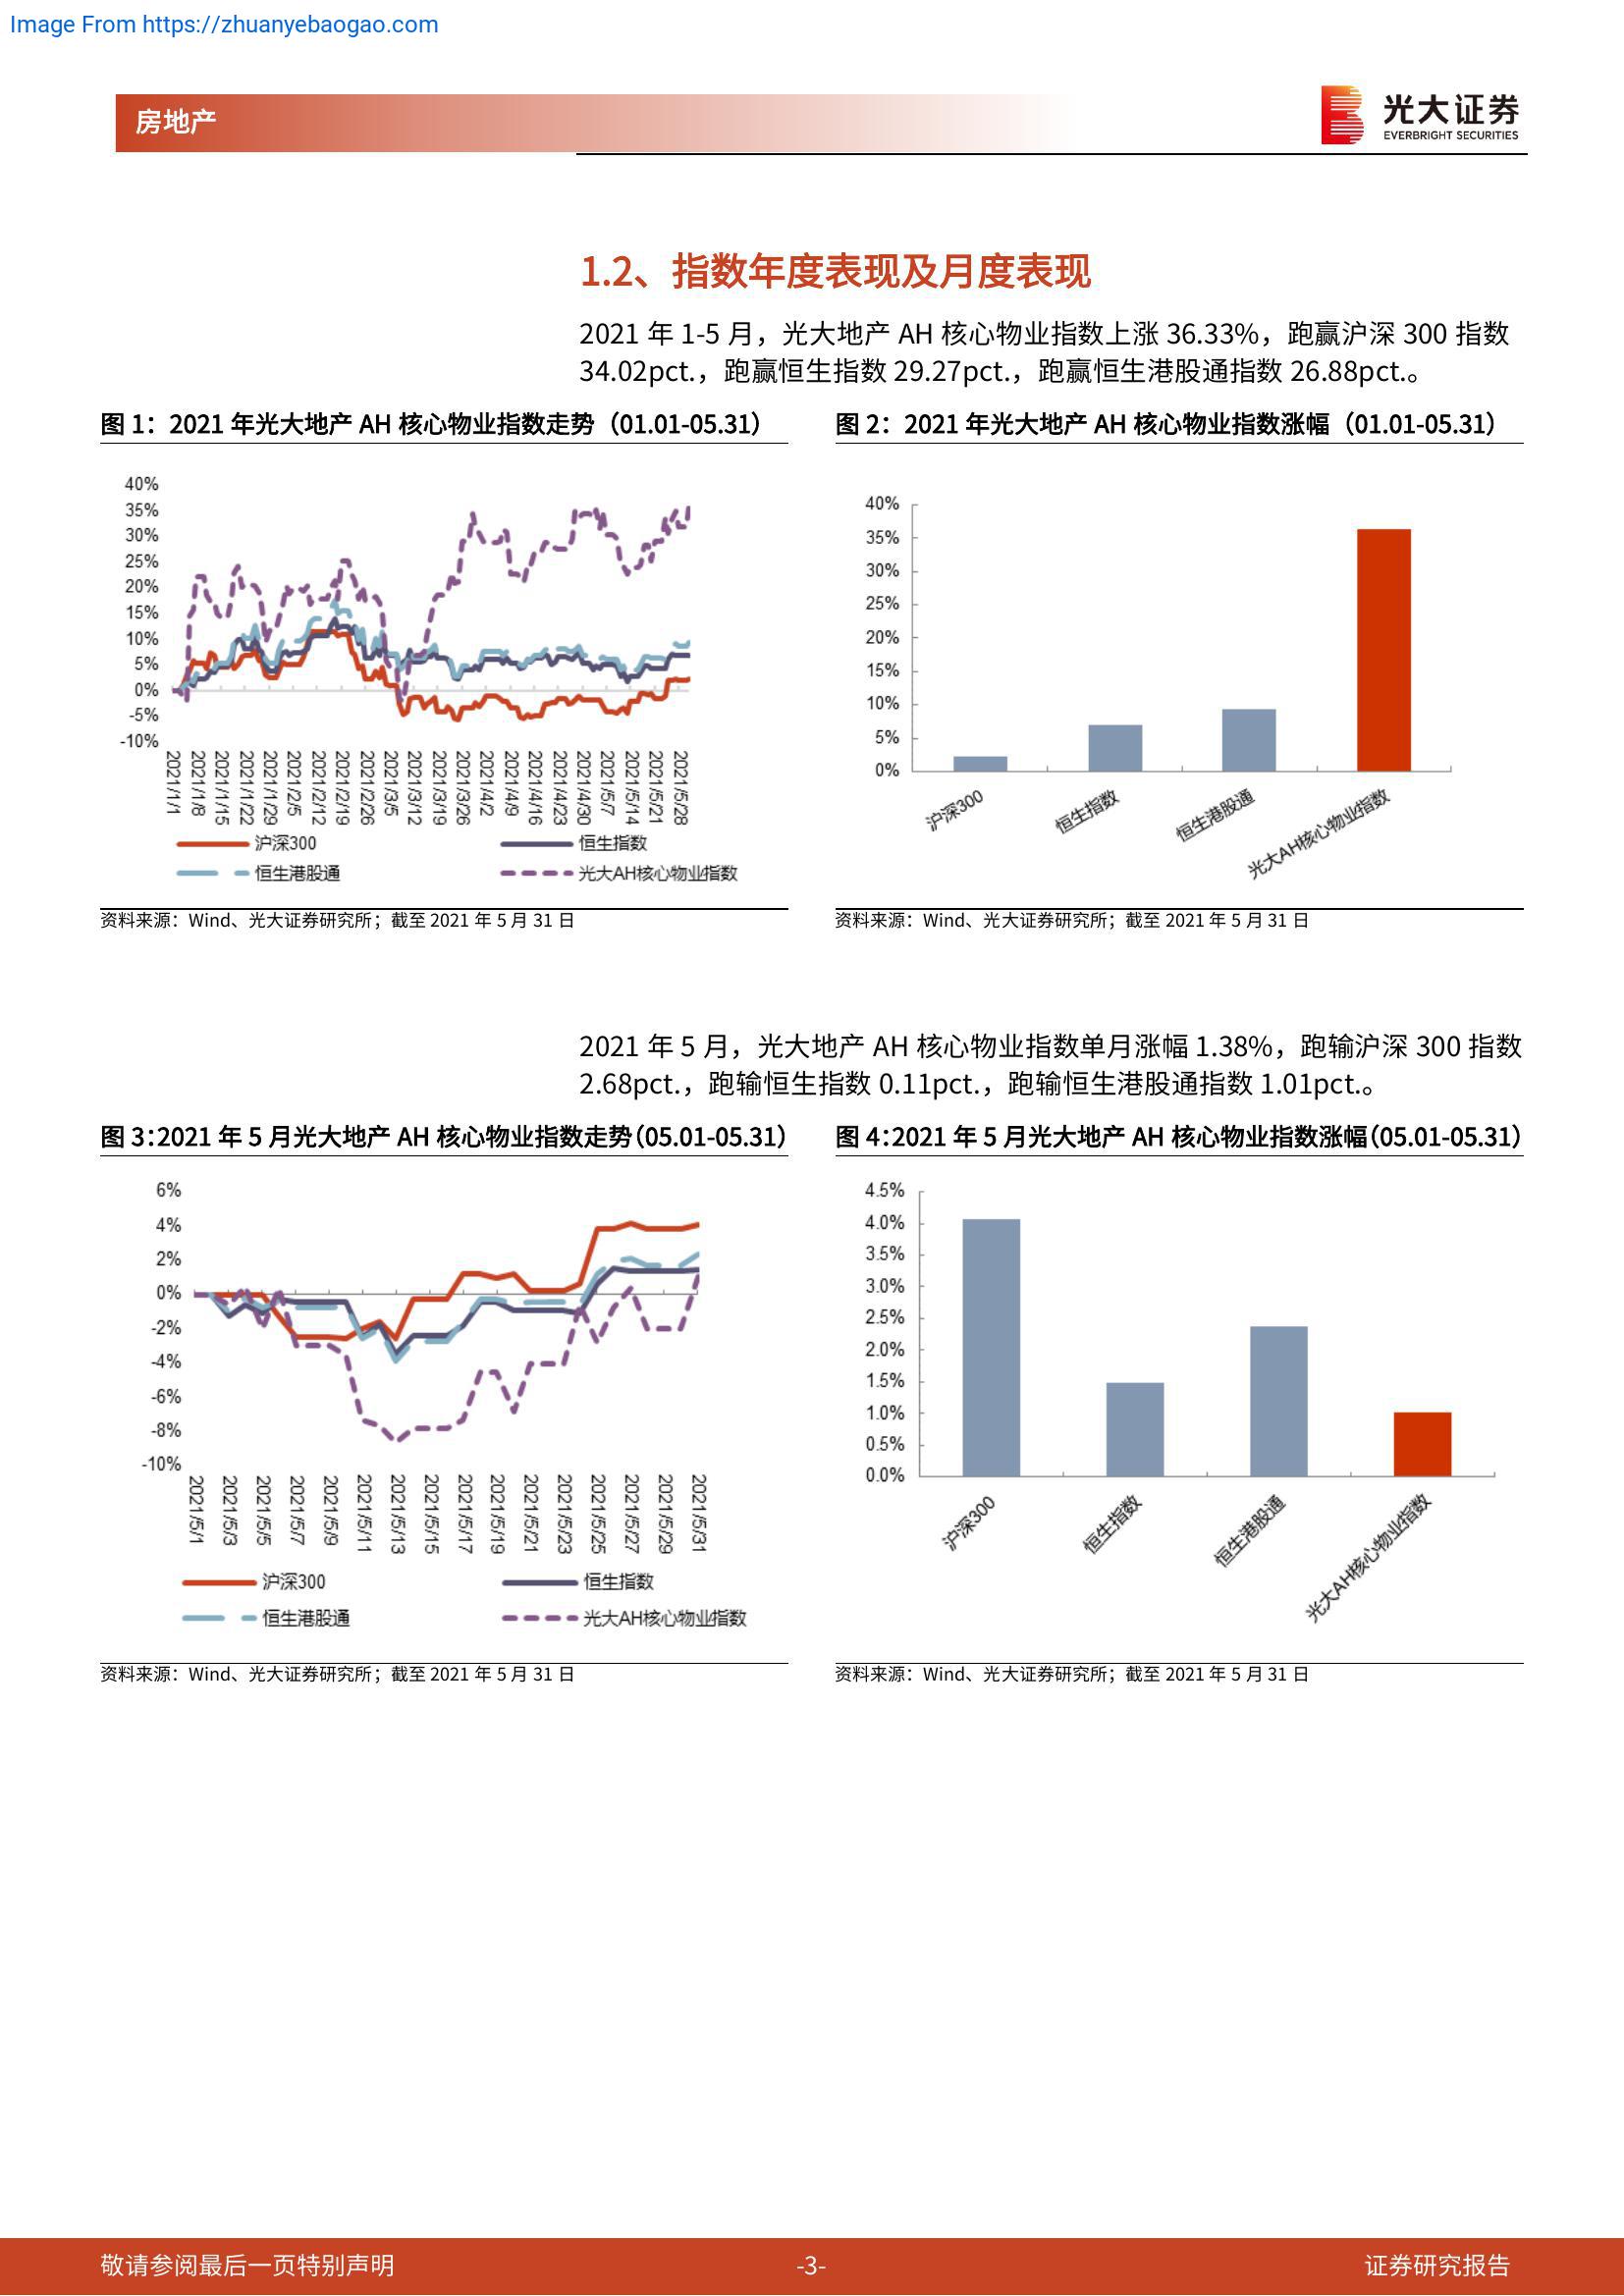 Image From https://zhuanyebaogao.com
房地产
光大证券
EVERBRIGHT SECURITIES
1.2、指数年度表现及月度表现
2021 年 1-5 月，光大地产 AH 核心物业指数上涨 36.33%，跑赢沪深 300 指数
34.02pct.，跑赢恒生指数 29.27pct.，跑赢恒生港股通指数 26.88pct.。
图 1：2021 年光大地产 AH 核心物业指数走势（01.01-05.31）
40%
35%
30%
25%
20%
15%
10%
5%
0%
-5%
-10%
2021/1/1
2021/1/8
2021/1/15
2021/1/22
2021/1/29
2021/2/5
2021/2/12
2021/2/19
2021/2/26
2021/3/5
2021/3/12
2021/3/19
2021/3/26
2021/4/2
2021/4/9
2021/4/16
2021/4/23
2021/4/30
2021/5/7
2021/5/14
2021/5/21
2021/5/28
沪深300
恒生指数
恒生港股通
光大AH核心物业指数
资料来源：Wind、光大证券研究所；截至 2021 年 5 月 31 日
图 2：2021 年光大地产 AH 核心物业指数涨幅（01.01-05.31）
40%
35%
30%
25%
20%
15%
10%
5%
0%
沪深300
恒生指数
恒生港股通
光大AH核心物业指数
资料来源：Wind、光大证券研究所；截至 2021 年 5 月 31 日
2021 年 5 月，光大地产 AH 核心物业指数单月涨幅 1.38%，跑输沪深 300 指数
2.68pct.，跑输恒生指数 0.11pct.，跑输恒生港股通指数 1.01pct.。
图 3：2021 年 5 月光大地产 AH 核心物业指数走势（05.01-05.31）
6%
4%
2%
0%
-2%
-4%
-6%
-8%
-10%
2021/5/1
2021/5/3
2021/5/5
2021/5/7
2021/5/9
2021/5/11
2021/5/13
2021/5/15
2021/5/17
2021/5/19
2021/5/21
2021/5/23
2021/5/25
2021/5/27
2021/5/29
2021/5/31
沪深300
恒生指数
恒生港股通
光大AH核心物业指数
资料来源：Wind、光大证券研究所；截至 2021 年 5 月 31 日
图 4：2021 年 5 月光大地产 AH 核心物业指数涨幅（05.01-05.31）
4.5%
4.0%
3.5%
3.0%
2.5%
2.0%
1.5%
1.0%
0.5%
0.0%
沪深300
恒生指数
恒生港股通
光大AH核心物业指数
资料来源：Wind、光大证券研究所；截至 2021 年 5 月 31 日
敬请参阅最后一页特别声明
-3-
证券研究报告